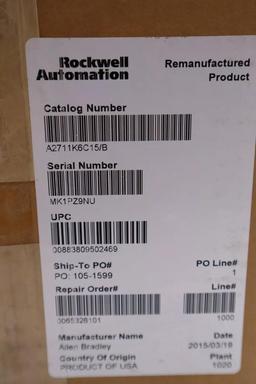 Rockwell Automation
Remanufactured Product
Catalog Number
A2711K6C15/B
Serial Number
MK1PZ9NU
UPC
00883809502469
Ship-To PO#
PO: 105-1599
PO Line#
1
Repair Order#
0065328101
Line#
1000
Manufacturer Name
Allen Bradley
Date
2015/03/18
Country Of Origin
PRODUCT OF USA
Plant
1020